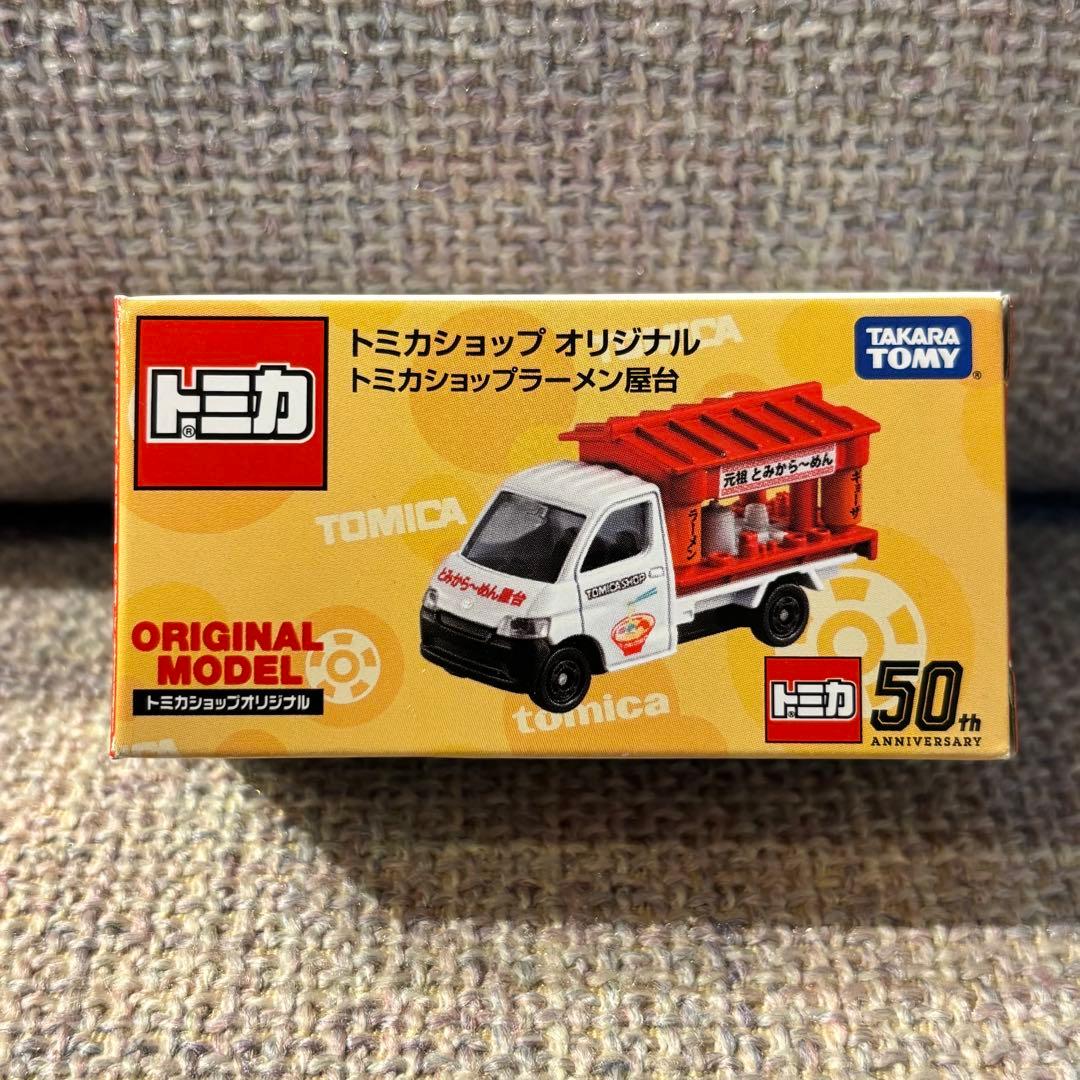 トミカ
トミカショップ オリジナル
トミカショップラーメン屋台
TOMICA
TAKARA
TOMY
TOMICA
元祖 とみから〜めん
ラーメン
ギョーザ
とみから〜めん屋台
TOMICA SHOP
ORIGINAL
MODEL
トミカショップオリジナル
tomica
トミカ
50th
ANNIVERSARY